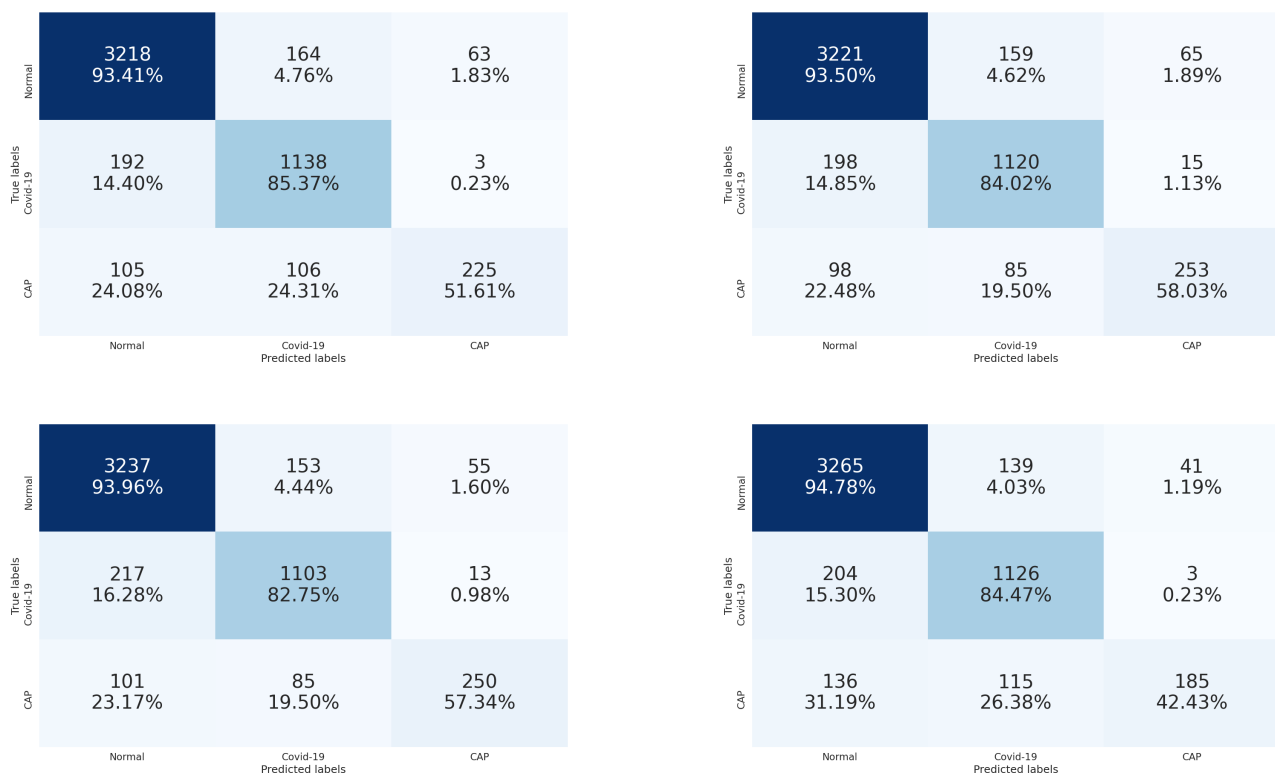 3218 164 63
93.41% 4.76% 1.83%
Normal
192 1138 3
14.40% 85.37% 0.23%
True labels
Covid-19
105 106 225
24.08% 24.31% 51.61%
CAP
Normal Covid-19 CAP
Predicted labels
3221 159 65
93.50% 4.62% 1.89%
Normal
198 1120 15
14.85% 84.02% 1.13%
True labels
Covid-19
98 85 253
22.48% 19.50% 58.03%
CAP
Normal Covid-19 CAP
Predicted labels
3237 153 55
93.96% 4.44% 1.60%
Normal
217 1103 13
16.28% 82.75% 0.98%
True labels
Covid-19
101 85 250
23.17% 19.50% 57.34%
CAP
Normal Covid-19 CAP
Predicted labels
3265 139 41
94.78% 4.03% 1.19%
Normal
204 1126 3
15.30% 84.47% 0.23%
True labels
Covid-19
136 115 185
31.19% 26.38% 42.43%
CAP
Normal Covid-19 CAP
Predicted labels